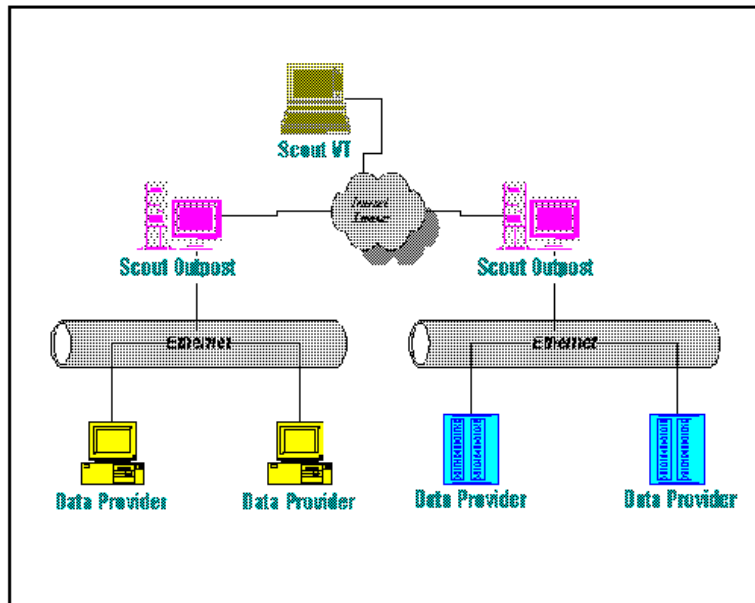 Scout VT
Scout Outpost
Scout Outpost
Ethernet
Ethernet
Data Provider
Data Provider
Data Provider
Data Provider